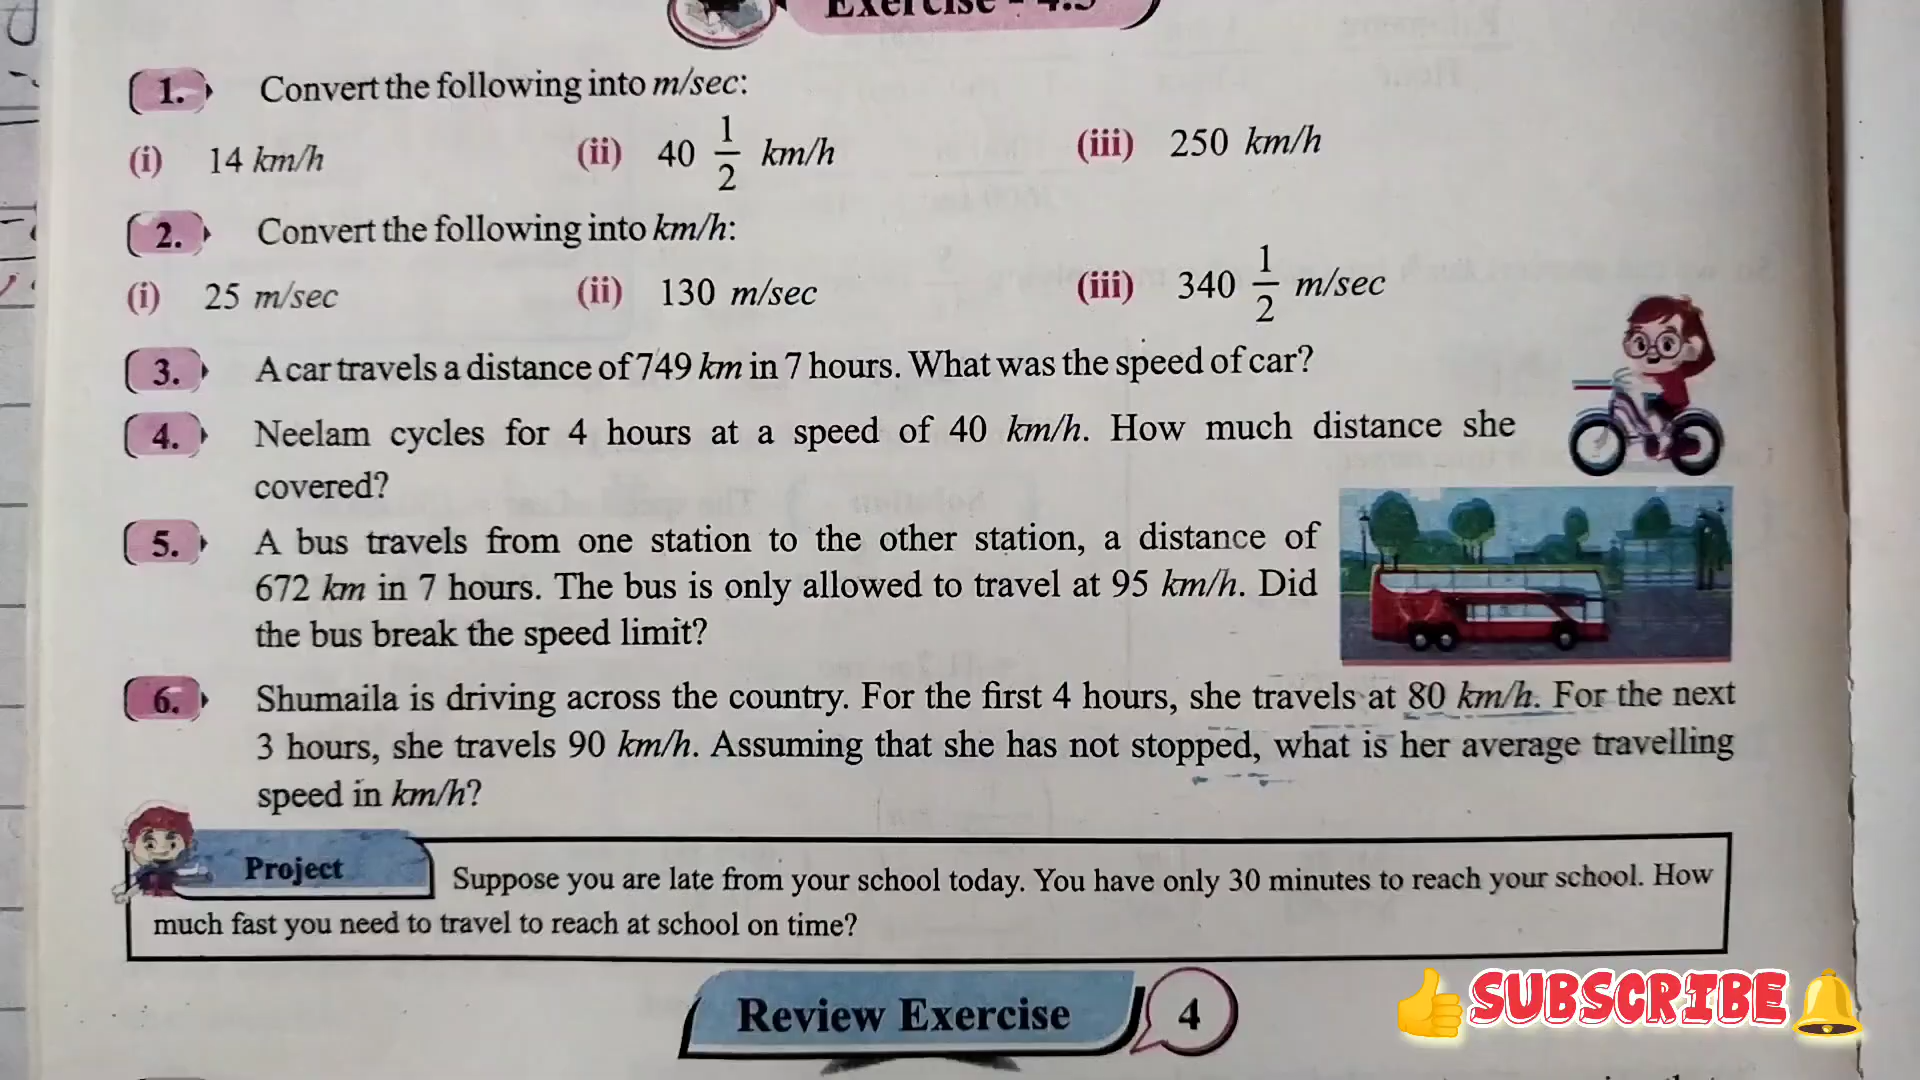 Exercise - 4.3
1. Convert the following into m/sec:
(i) 14 km/h (ii) 40 1/2 km/h (iii) 250 km/h
2. Convert the following into km/h:
(i) 25 m/sec (ii) 130 m/sec (iii) 340 1/2 m/sec
3. A car travels a distance of 749 km in 7 hours. What was the speed of car?
4. Neelam cycles for 4 hours at a speed of 40 km/h. How much distance she
covered?
5. A bus travels from one station to the other station, a distance of
672 km in 7 hours. The bus is only allowed to travel at 95 km/h. Did
the bus break the speed limit?
6. Shumaila is driving across the country. For the first 4 hours, she travels at 80 km/h. For the next
3 hours, she travels 90 km/h. Assuming that she has not stopped, what is her average travelling
speed in km/h?
Project Suppose you are late from your school today. You have only 30 minutes to reach your school. How
much fast you need to travel to reach at school on time?
Review Exercise 4
SUBSCRIBE